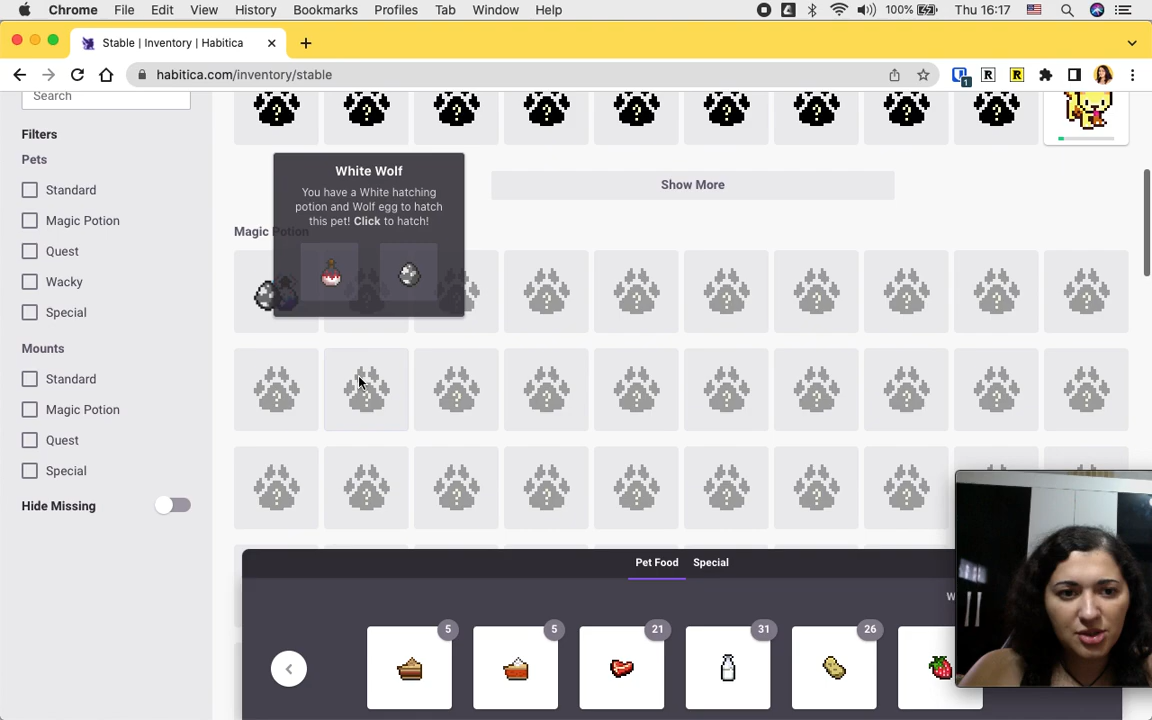 Chrome File Edit View History Bookmarks Profiles Tab Window Help 100% Thu 16:17
Stable | Inventory | Habitica
habitica.com/inventory/stable
1 R R
Search
Filters
Pets
Standard
Magic Potion
Quest
Wacky
Special
Mounts
Standard
Magic Potion
Quest
Special
Hide Missing
Show More
White Wolf
You have a White hatching
potion and Wolf egg to hatch
this pet! Click to hatch!
Magic Potion
Pet Food Special
5 5 21 31 26